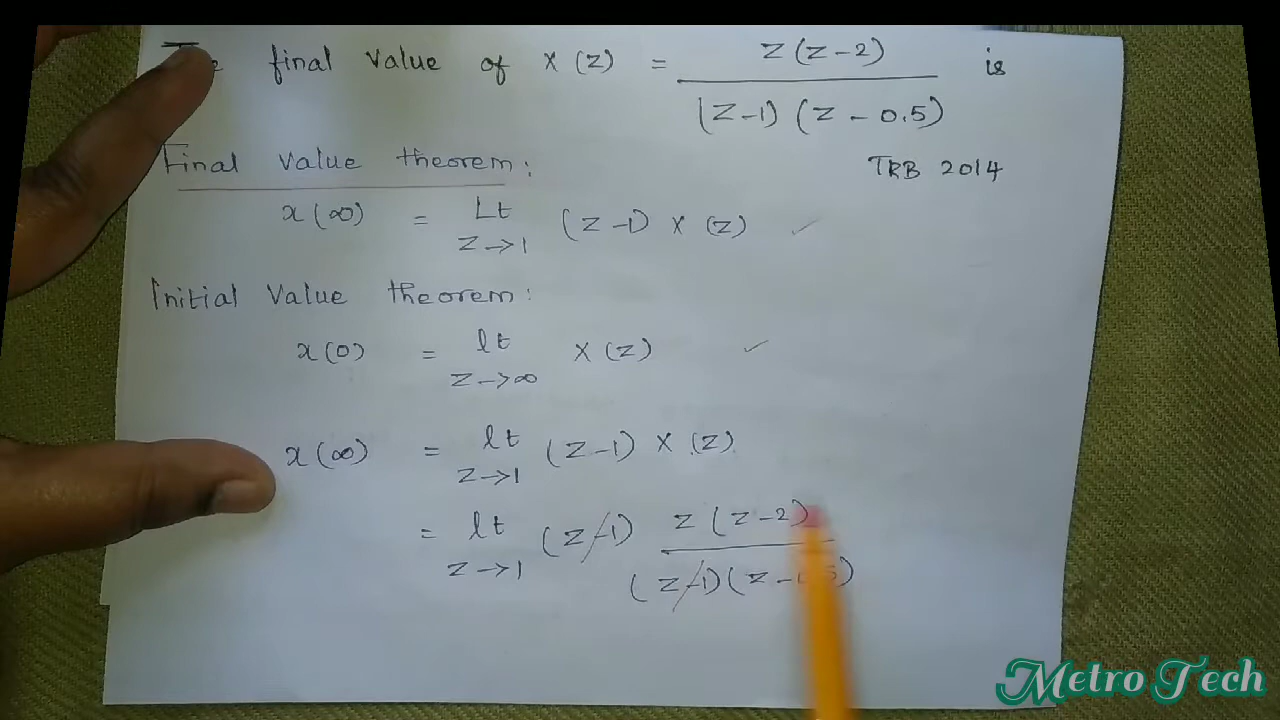 final value of X(z) = z(z-2) / (z-1)(z-0.5) is
TRB 2014
Final value theorem:
x(∞) = Lt z→1 (z-1) X(z)
Initial value theorem:
x(0) = lt z→∞ X(z)
x(∞) = lt z→1 (z-1) X(z)
= lt z→1 (z-1) z(z-2) / (z-1)(z-
Metro Tech